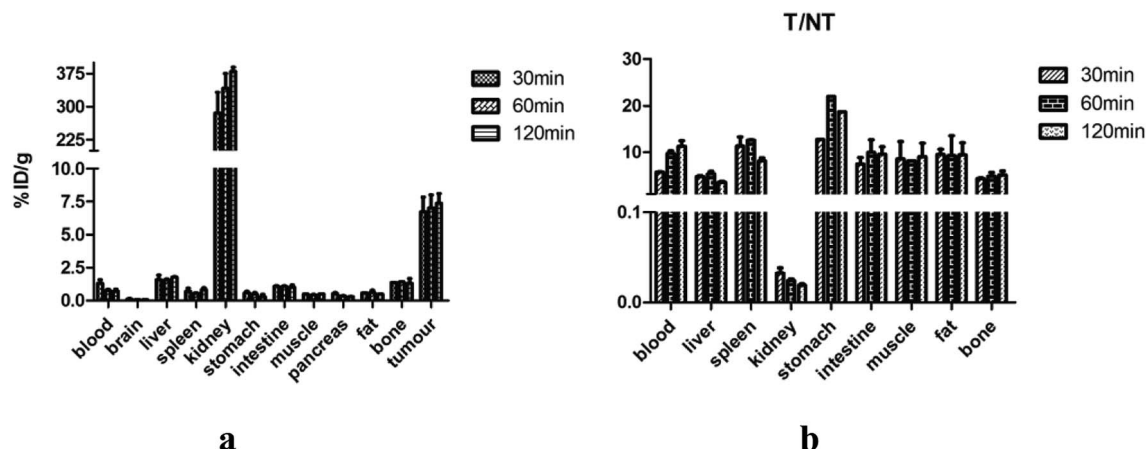 T/NT
%ID/g
375
300
225
10.0
7.5
5.0
2.5
0.0
30min
60min
120min
blood
brain
liver
spleen
kidney
stomach
intestine
muscle
pancreas
fat
bone
tumour
a
30
20
10
0.1
0.0
30min
60min
120min
blood
liver
spleen
kidney
stomach
intestine
muscle
fat
bone
b